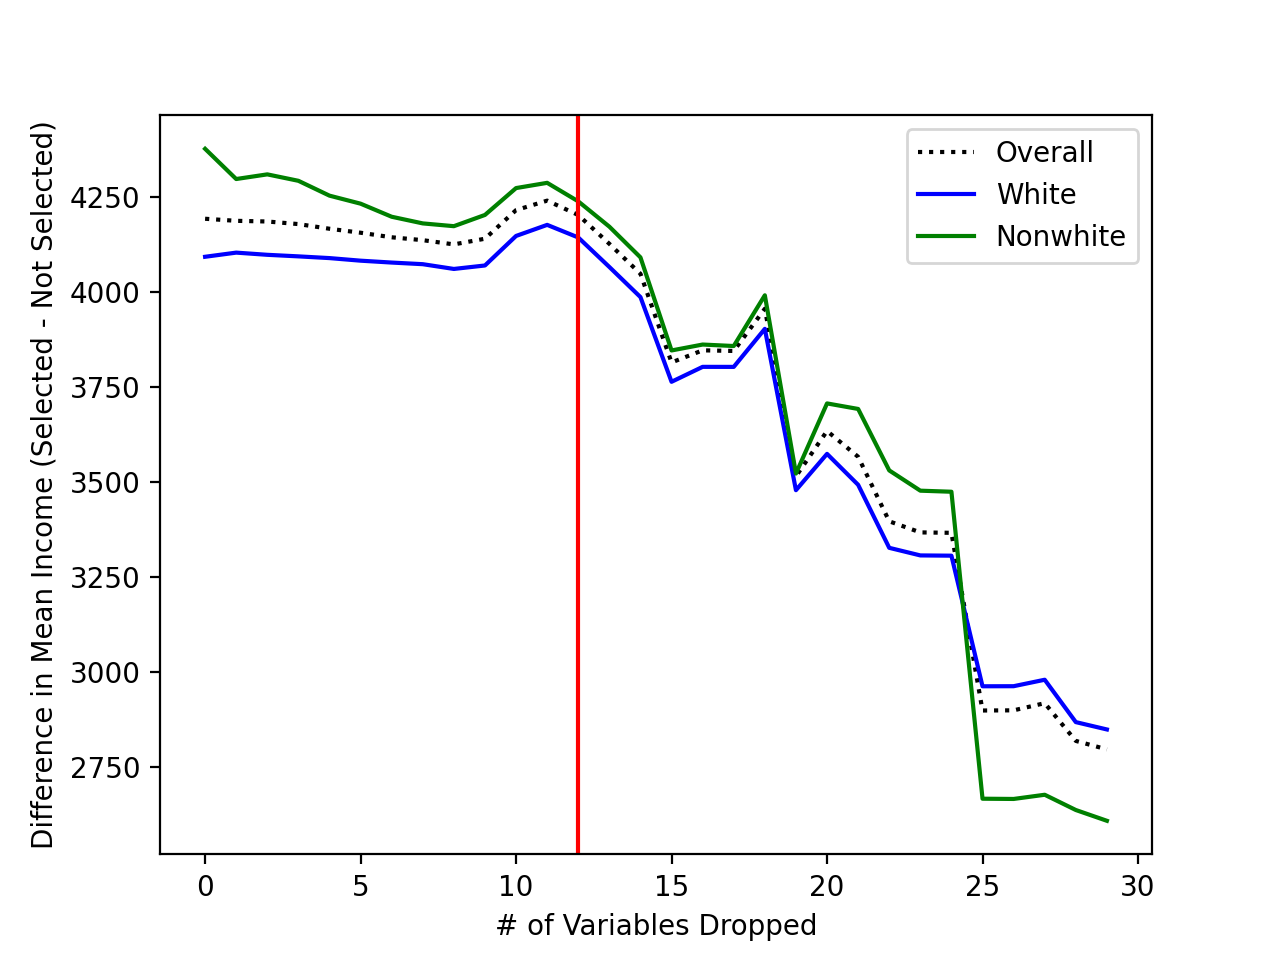 Overall
White
Nonwhite
Difference in Mean Income (Selected - Not Selected)
4250
4000
3750
3500
3250
3000
2750
0 5 10 15 20 25 30
# of Variables Dropped